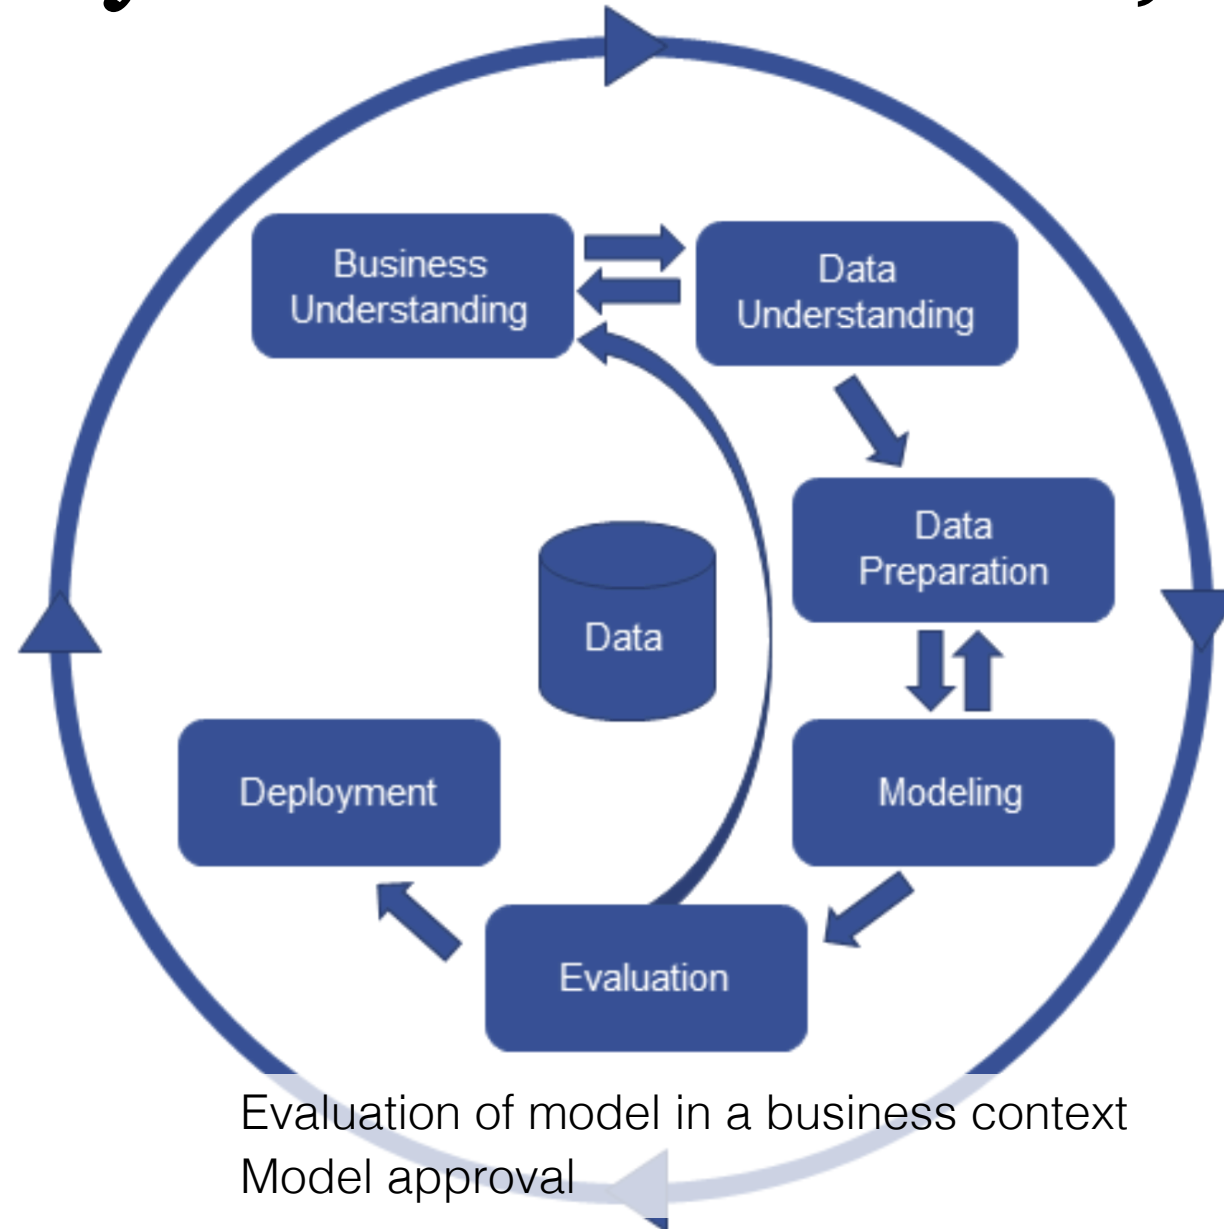 Business
Understanding
Data
Understanding
Data
Preparation
Data
Deployment
Modeling
Evaluation
Evaluation of model in a business context
Model approval